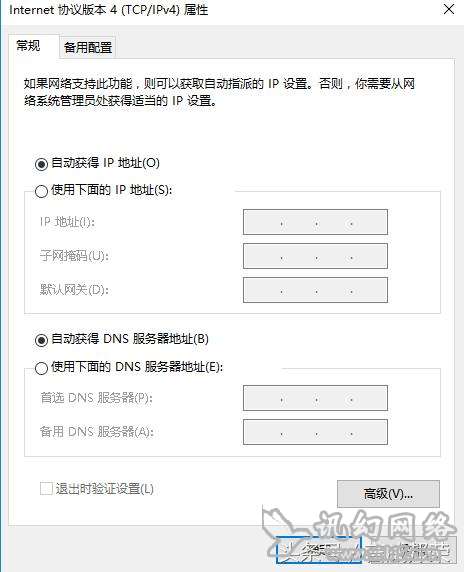 Internet 协议版本 4 (TCP/IPv4) 属性
常规
备用配置
如果网络支持此功能，则可以获取自动指派的 IP 设置。否则，你需要从网
络系统管理员处获得适当的 IP 设置。
自动获得 IP 地址(O)
使用下面的 IP 地址(S):
IP 地址(I):
子网掩码(U):
默认网关(D):
自动获得 DNS 服务器地址(B)
使用下面的 DNS 服务器地址(E):
首选 DNS 服务器(P):
备用 DNS 服务器(A):
退出时验证设置(L)
高级(V)...
讯幻网络